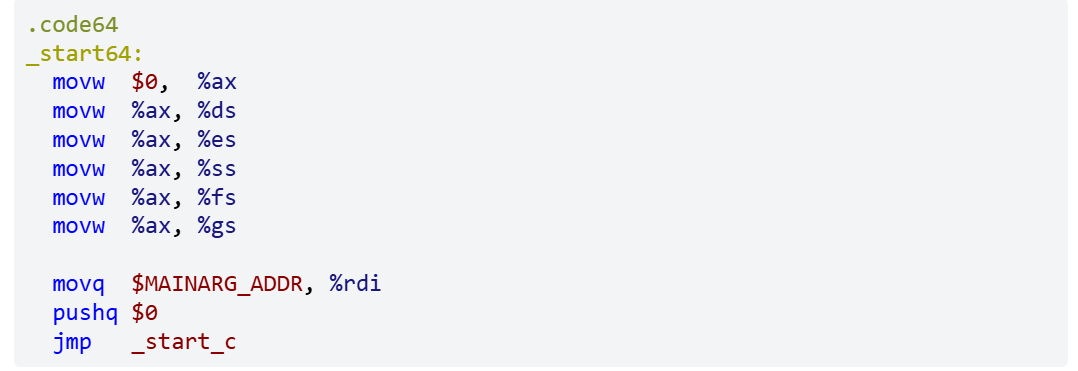 .code64
_start64:
  movw  $0,  %ax
  movw  %ax, %ds
  movw  %ax, %es
  movw  %ax, %ss
  movw  %ax, %fs
  movw  %ax, %gs

  movq  $MAINARG_ADDR, %rdi
  pushq $0
  jmp   _start_c